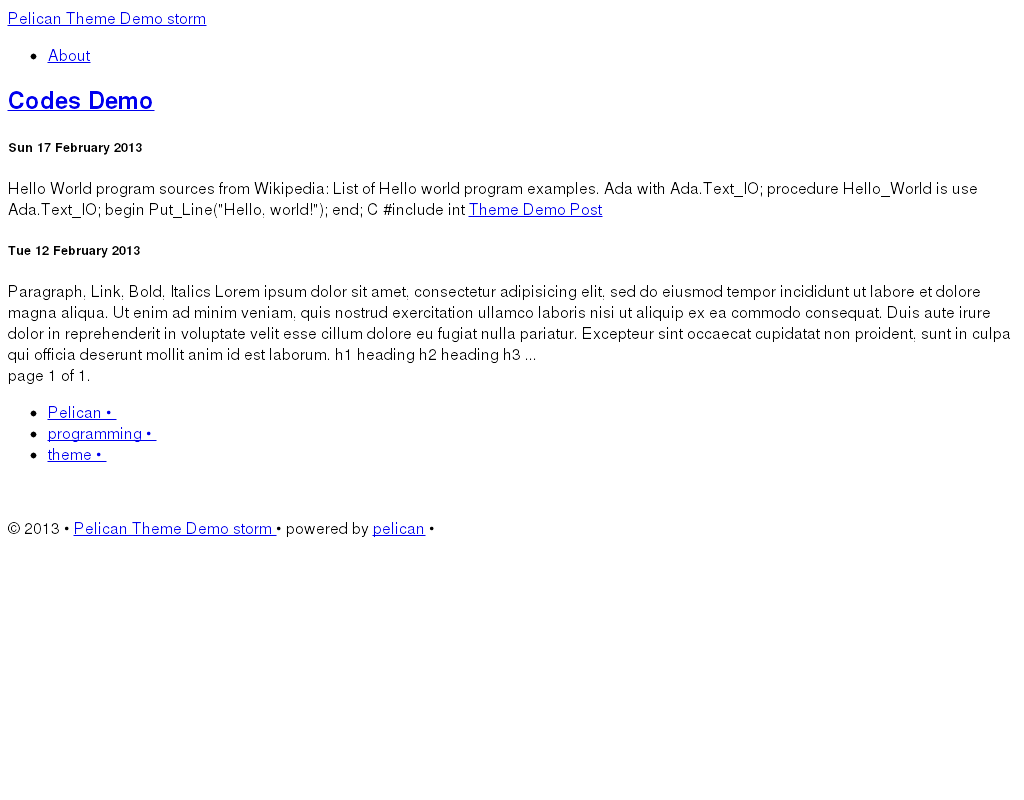 Pelican Theme Demo storm
• About
Codes Demo
Sun 17 February 2013
Hello World program sources from Wikipedia: List of Hello world program examples. Ada with Ada.Text_IO; procedure Hello_World is use
Ada.Text_IO; begin Put_Line("Hello, world!"); end; C #include int Theme Demo Post
Tue 12 February 2013
Paragraph, Link, Bold, Italics Lorem ipsum dolor sit amet, consectetur adipisicing elit, sed do eiusmod tempor incididunt ut labore et dolore
magna aliqua. Ut enim ad minim veniam, quis nostrud exercitation ullamco laboris nisi ut aliquip ex ea commodo consequat. Duis aute irure
dolor in reprehenderit in voluptate velit esse cillum dolore eu fugiat nulla pariatur. Excepteur sint occaecat cupidatat non proident, sunt in culpa
qui officia deserunt mollit anim id est laborum. h1 heading h2 heading h3 ...
page 1 of 1.
• Pelican •
• programming •
• theme •
© 2013 • Pelican Theme Demo storm • powered by pelican •